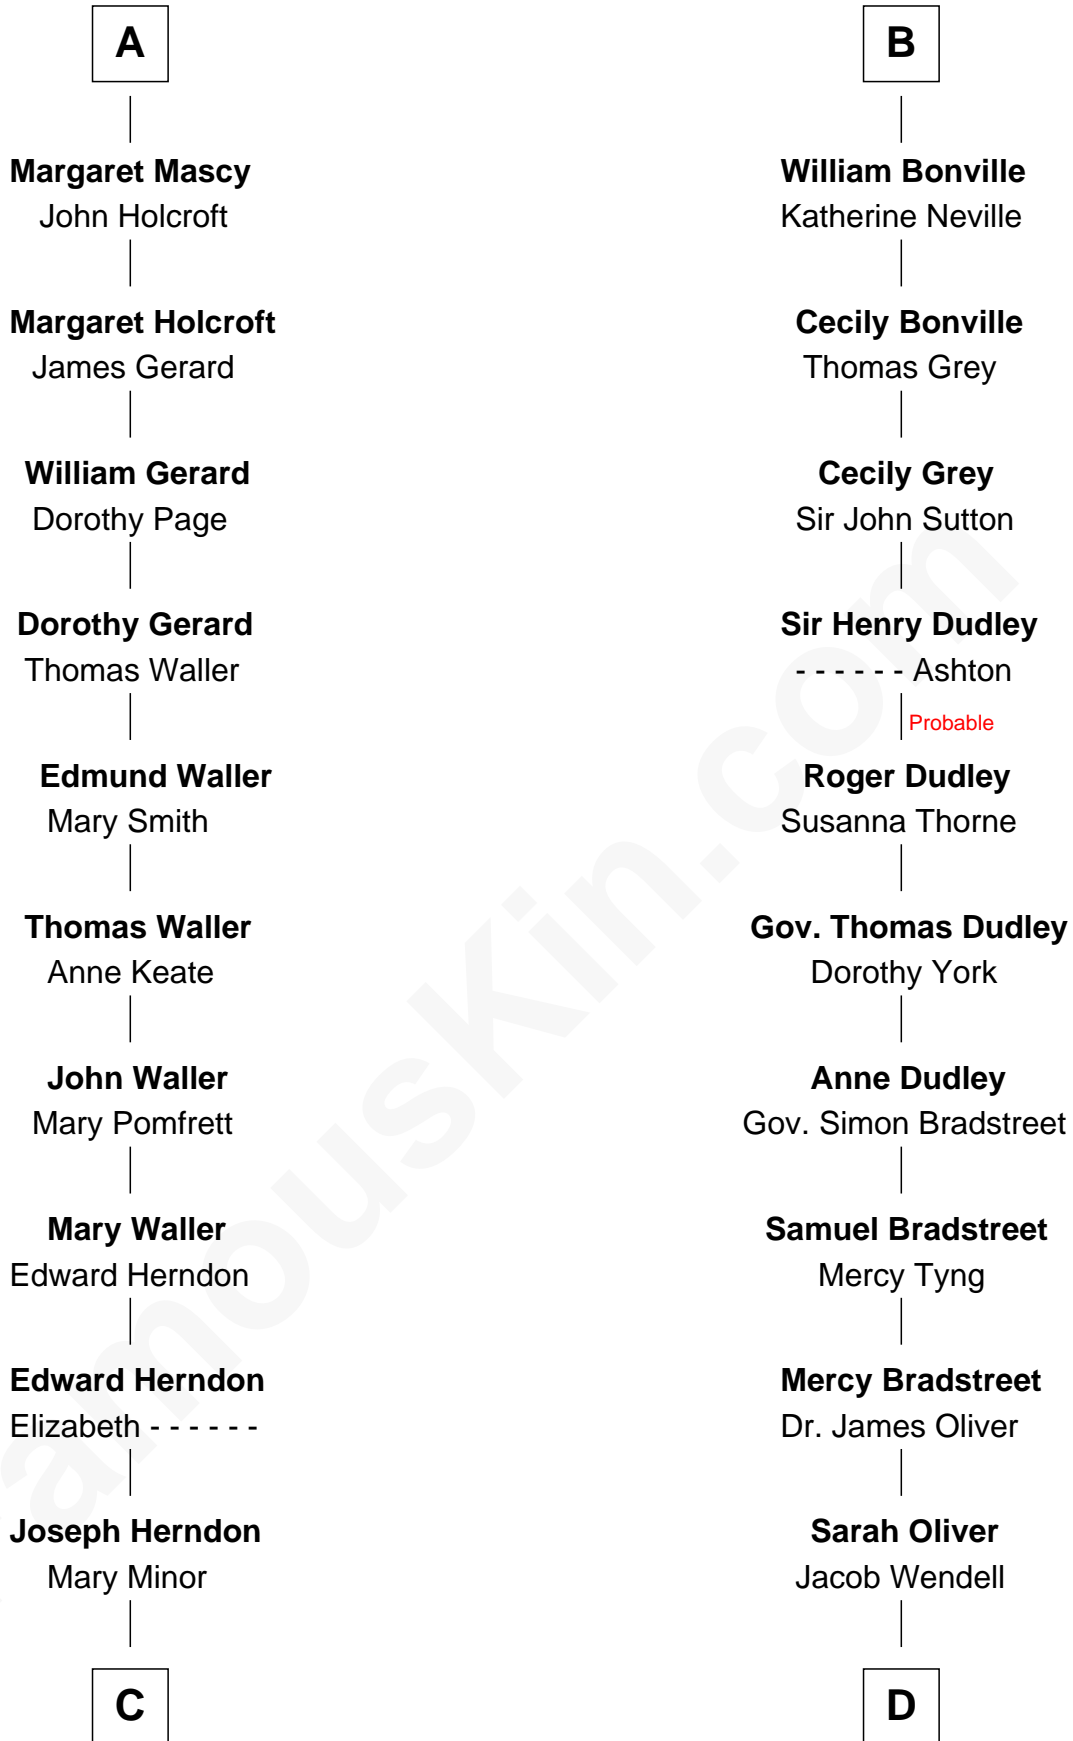 A
Margaret Mascy
John Holcroft
Margaret Holcroft
James Gerard
William Gerard
Dorothy Page
Dorothy Gerard
Thomas Waller
Edmund Waller
Mary Smith
Thomas Waller
Anne Keate
John Waller
Mary Pomfrett
Mary Waller
Edward Herndon
Edward Herndon
Elizabeth - - - - - -
Joseph Herndon
Mary Minor
C
B
William Bonville
Katherine Neville
Cecily Bonville
Thomas Grey
Cecily Grey
Sir John Sutton
Sir Henry Dudley
- - - - - - Ashton
Probable
Roger Dudley
Susanna Thorne
Gov. Thomas Dudley
Dorothy York
Anne Dudley
Gov. Simon Bradstreet
Samuel Bradstreet
Mercy Tyng
Mercy Bradstreet
Dr. James Oliver
Sarah Oliver
Jacob Wendell
D
amouskin.com